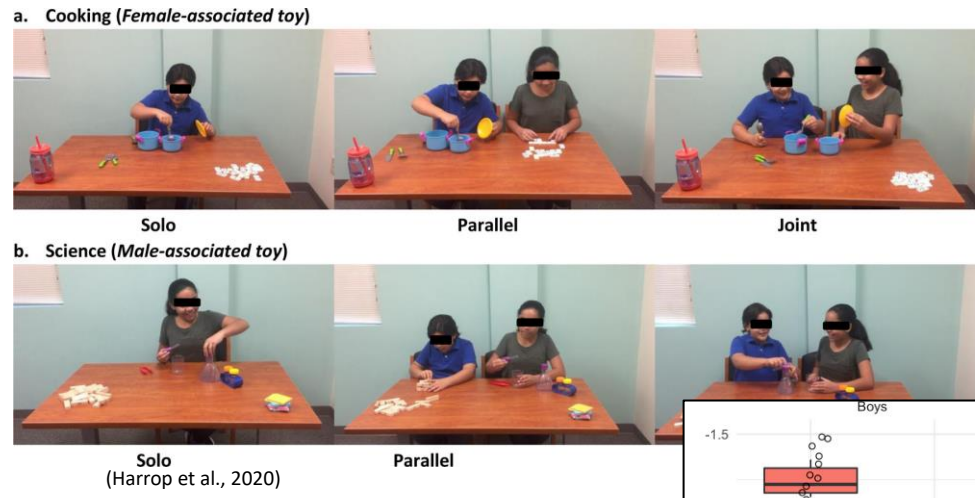 a. Cooking (Female-associated toy)
Solo
Parallel
Joint
b. Science (Male-associated toy)
Solo
Parallel
(Harrop et al., 2020)
Boys
-1.5